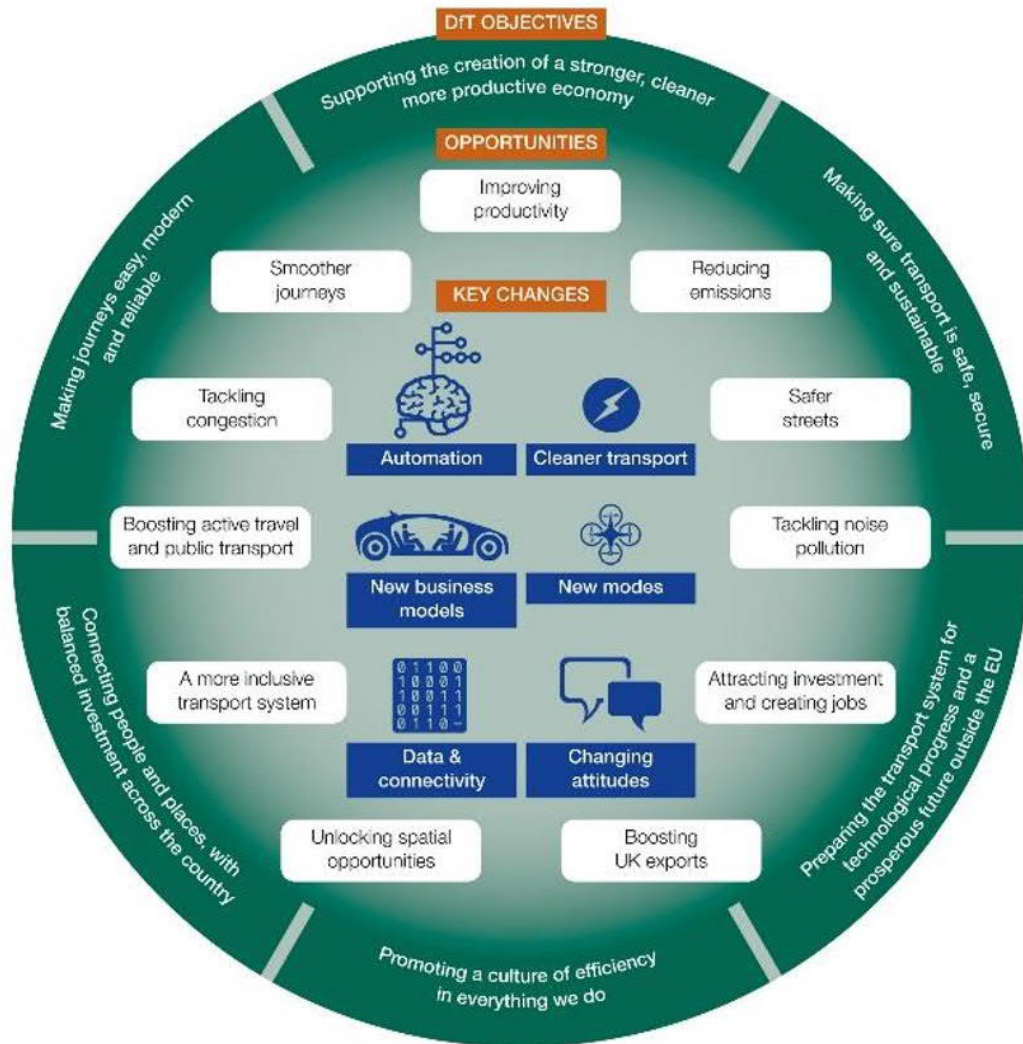 DfT OBJECTIVES
Supporting the creation of a stronger, cleaner
more productive economy
OPPORTUNITIES
Improving
productivity
Smoother
journeys
Reducing
emissions
KEY CHANGES
Making journeys easy, modern
and reliable
Making sure transport is safe, secure
and sustainable
Tackling
congestion
Safer
streets
Automation
Cleaner transport
Boosting active travel
and public transport
Tackling noise
pollution
New business
models
New modes
Connecting people and places, with
balanced investment across the country
Preparing the transport system for
technological progress and a
prosperous future outside the EU
A more inclusive
transport system
01100
10001
10011
00111
0110–
Attracting investment
and creating jobs
Data &
connectivity
Changing
attitudes
Unlocking spatial
opportunities
Boosting
UK exports
Promoting a culture of efficiency
in everything we do